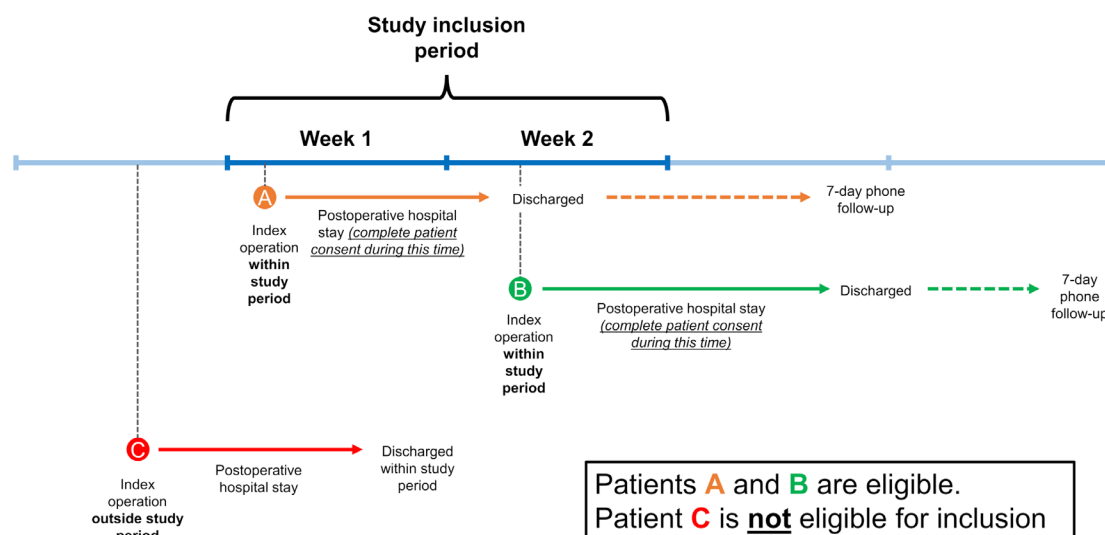 Study inclusion
period
Week 1
Week 2
A
Discharged
7-day phone
follow-up
Index
operation
within
study
period
Postoperative hospital
stay (complete patient
consent during this time)
B
Discharged
7-day
phone
follow-up
Index
operation
within
study
period
Postoperative hospital stay
(complete patient consent
during this time)
C
Index
operation
outside study
period
Postoperative
hospital stay
Discharged
within study
period
Patients A and B are eligible.
Patient C is not eligible for inclusion